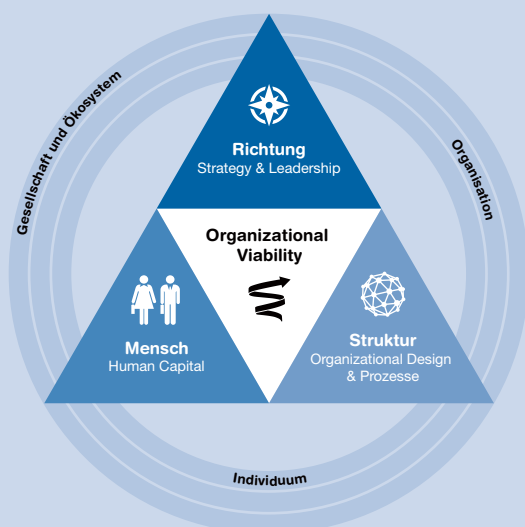 Gesellschaft und Ökosystem
Organisation
Richtung
Strategy & Leadership
Organizational
Viability
Mensch
Human Capital
Struktur
Organizational Design
& Prozesse
Individuum